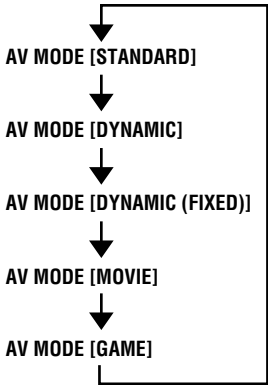 AV MODE [STANDARD]
AV MODE [DYNAMIC]
AV MODE [DYNAMIC (FIXED)]
AV MODE [MOVIE]
AV MODE [GAME]